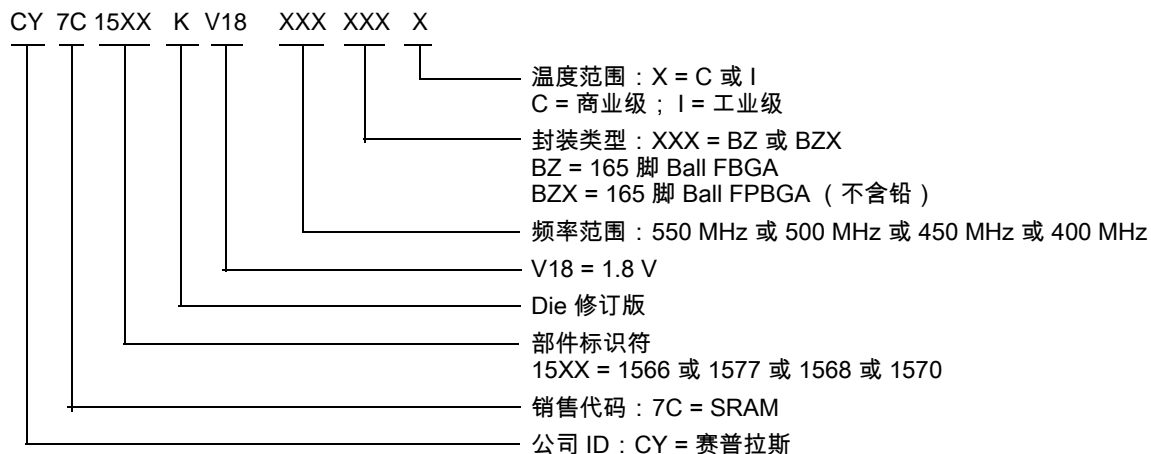 CY 7C 15XX K V18 XXX XXX X
温度范围：X = C 或 I
C = 商业级； I = 工业级
封装类型：XXX = BZ 或 BZX
BZ = 165 脚 Ball FBGA
BZX = 165 脚 Ball FPBGA （不含铅）
频率范围：550 MHz 或 500 MHz 或 450 MHz 或 400 MHz
V18 = 1.8 V
Die 修订版
部件标识符
15XX = 1566 或 1577 或 1568 或 1570
销售代码：7C = SRAM
公司 ID：CY = 赛普拉斯